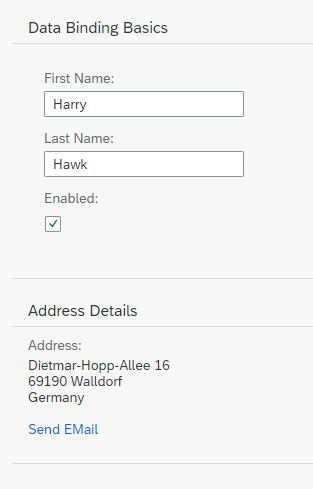 Data Binding Basics
First Name:
Harry
Last Name:
Hawk
Enabled:
Address Details
Address:
Dietmar-Hopp-Allee 16
69190 Walldorf
Germany
Send EMail